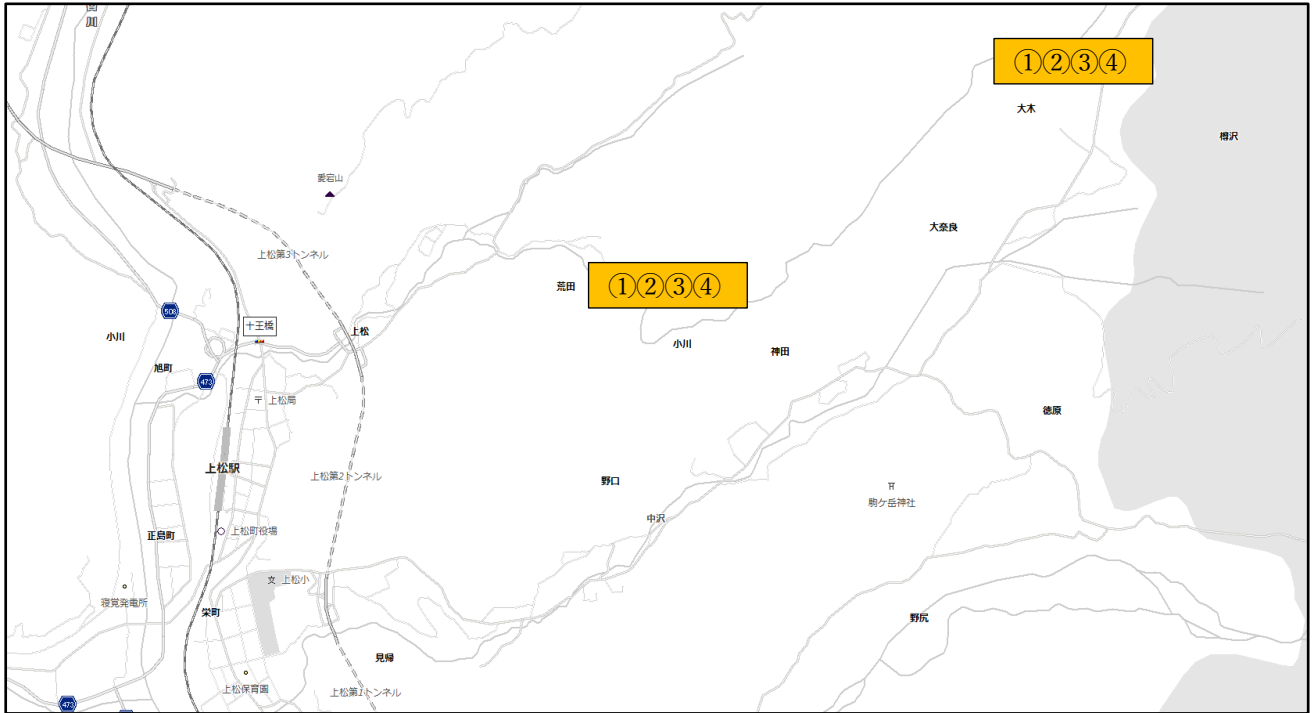 ①②③④
大木
樽沢
愛宕山
大奈良
上松第3トンネル
荒田
①②③④
508
十王橋
小川
上松
小川
神田
旭町
473
〒 上松局
徳原
上松駅
上松第2トンネル
野口
駒ケ岳神社
中沢
正島町
上松町役場
文 上松小
寝覚発電所
栄町
野尻
見帰
上松保育園
上松第1トンネル
473